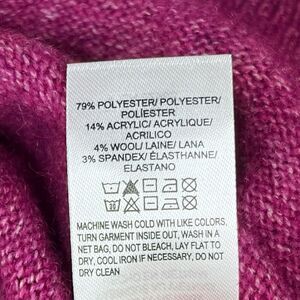 79% POLYESTER/ POLYESTER/
POLIESTER
14% ACRYLIC/ ACRYLIQUE/
ACRILICO
4% WOOL/ LAINE/ LANA
3% SPANDEX/ ÉLASTHANNE/
ELASTANO
MACHINE WASH COLD WITH LIKE COLORS,
TURN GARMENT INSIDE OUT, WASH IN A
NET BAG, DO NOT BLEACH, LAY FLAT TO
DRY, COOL IRON IF NECESSARY, DO NOT
DRY CLEAN